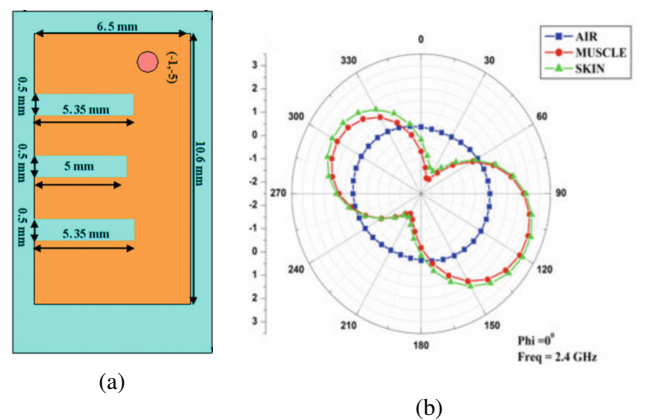 6.5 mm
(-1,-5)
0.5 mm
5.35 mm
0.5 mm
5 mm
10.6 mm
0.5 mm
5.35 mm
(a)
0
30
60
90
120
150
180
210
240
270
300
330
3
2
1
0
-1
-2
-2
-1
0
1
2
3
AIR
MUSCLE
SKIN
Phi =0⁰
Freq = 2.4 GHz
(b)